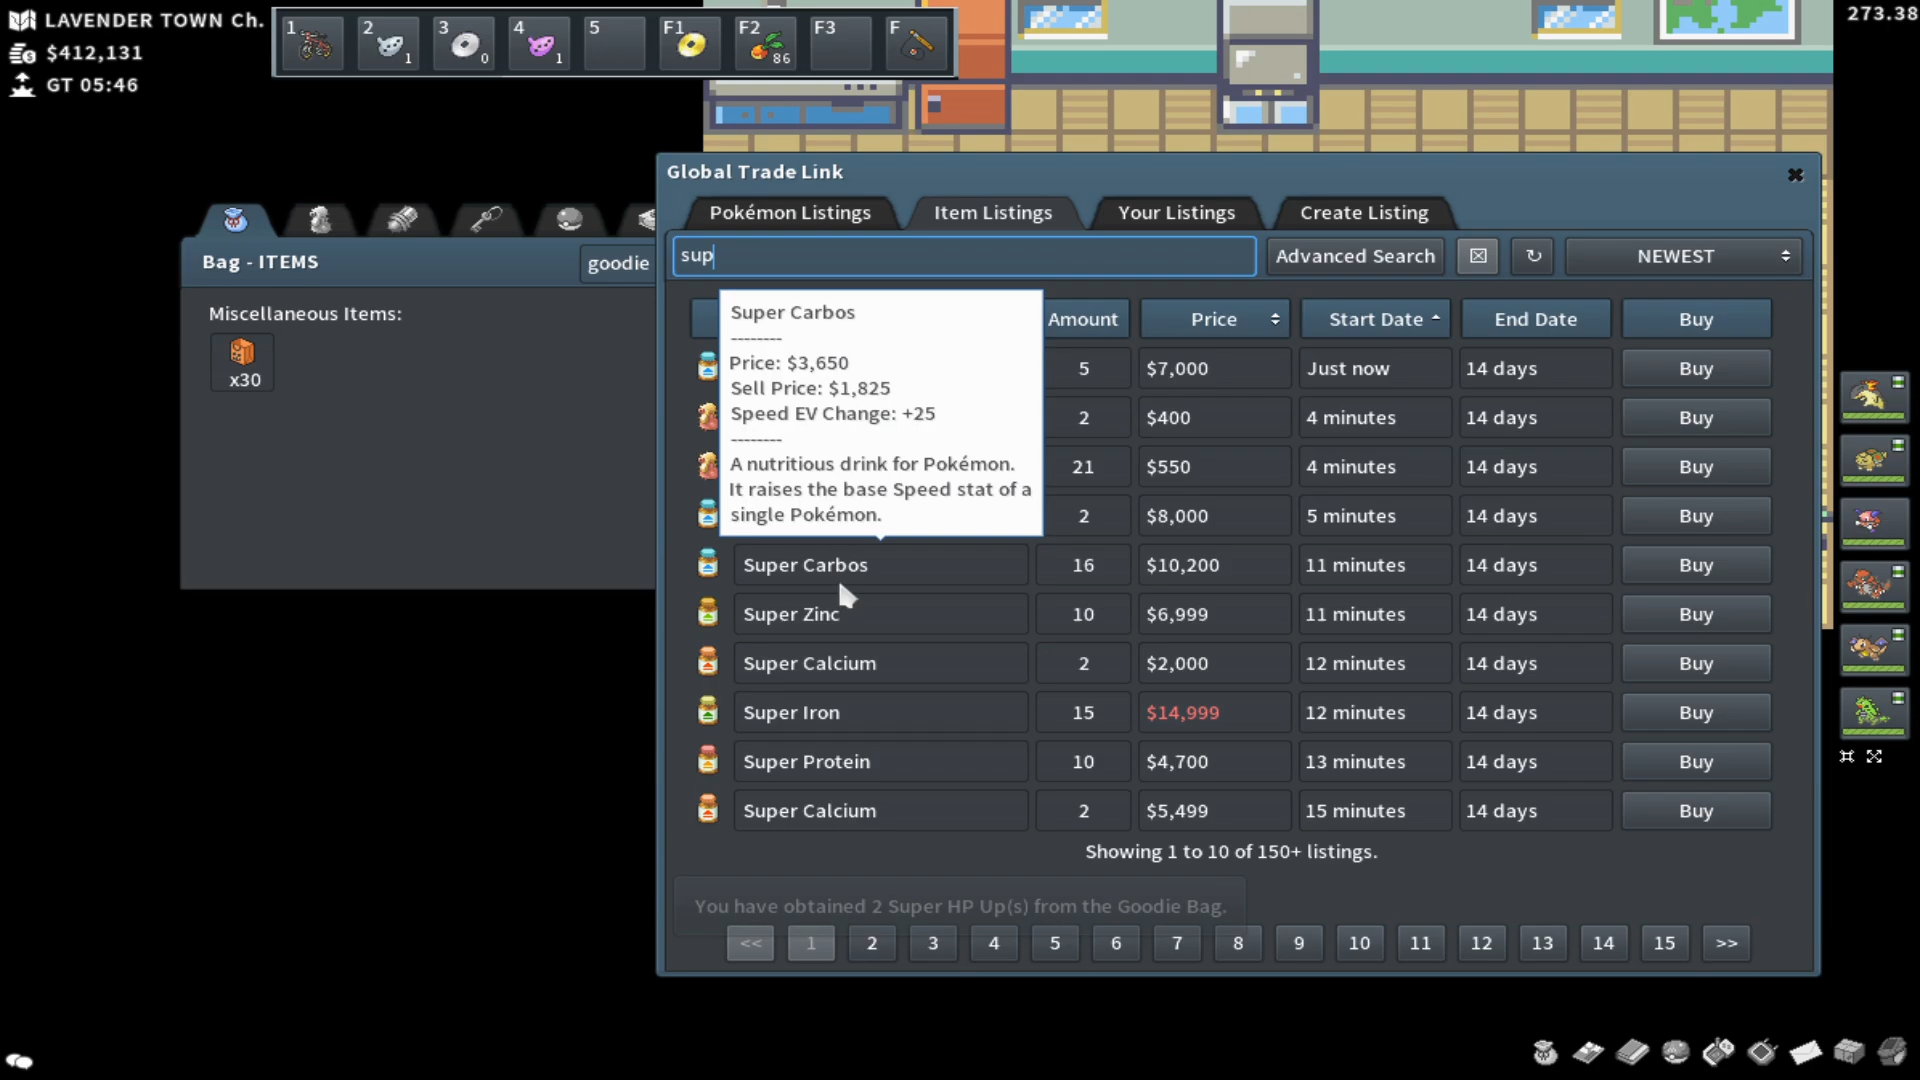 LAVENDER TOWN Ch.
$412,131
GT 05:46
1
2
1
3
0
4
1
5
F1
F2
86
F3
F
273.38
Bag - ITEMS
goodie
Miscellaneous Items:
x30
Global Trade Link
Pokémon Listings
Item Listings
Your Listings
Create Listing
sup
Advanced Search
NEWEST
Amount
Price
Start Date
End Date
Buy
5 $7,000 Just now 14 days Buy
2 $400 4 minutes 14 days Buy
21 $550 4 minutes 14 days Buy
2 $8,000 5 minutes 14 days Buy
Super Carbos 16 $10,200 11 minutes 14 days Buy
Super Zinc 10 $6,999 11 minutes 14 days Buy
Super Calcium 2 $2,000 12 minutes 14 days Buy
Super Iron 15 $14,999 12 minutes 14 days Buy
Super Protein 10 $4,700 13 minutes 14 days Buy
Super Calcium 2 $5,499 15 minutes 14 days Buy
Super Carbos
--------
Price: $3,650
Sell Price: $1,825
Speed EV Change: +25
--------
A nutritious drink for Pokémon.
It raises the base Speed stat of a
single Pokémon.
Showing 1 to 10 of 150+ listings.
You have obtained 2 Super HP Up(s) from the Goodie Bag.
<< 1 2 3 4 5 6 7 8 9 10 11 12 13 14 15 >>